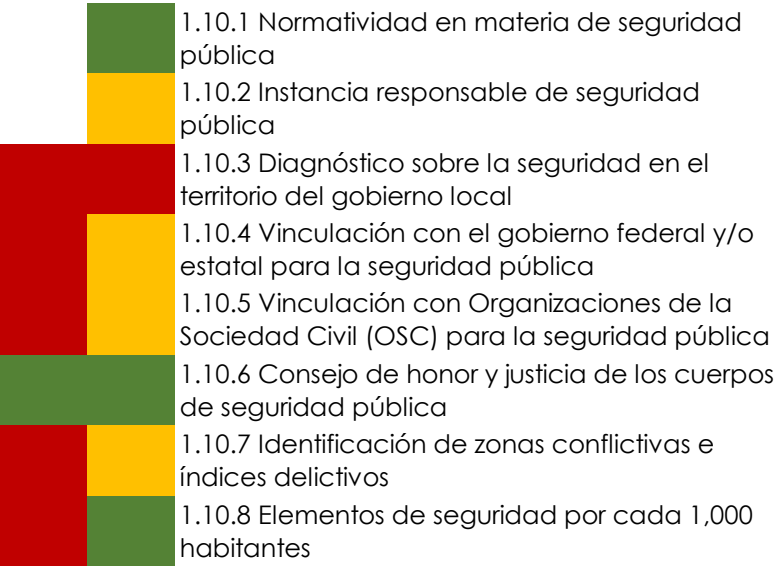 1.10.1 Normatividad en materia de seguridad
pública
1.10.2 Instancia responsable de seguridad
pública
1.10.3 Diagnóstico sobre la seguridad en el
territorio del gobierno local
1.10.4 Vinculación con el gobierno federal y/o
estatal para la seguridad pública
1.10.5 Vinculación con Organizaciones de la
Sociedad Civil (OSC) para la seguridad pública
1.10.6 Consejo de honor y justicia de los cuerpos
de seguridad pública
1.10.7 Identificación de zonas conflictivas e
índices delictivos
1.10.8 Elementos de seguridad por cada 1,000
habitantes